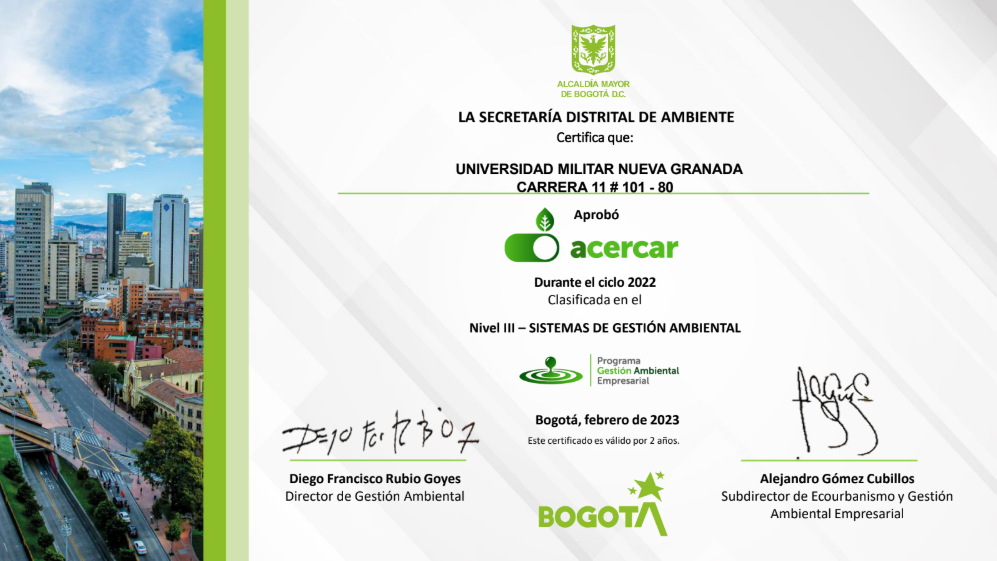 ALCALDÍA MAYOR
DE BOGOTÁ D.C.
LA SECRETARÍA DISTRITAL DE AMBIENTE
Certifica que:
UNIVERSIDAD MILITAR NUEVA GRANADA
CARRERA 11 # 101 - 80
Aprobó
acercar
Durante el ciclo 2022
Clasificada en el
Nivel III – SISTEMAS DE GESTIÓN AMBIENTAL
Programa
Gestión Ambiental
Empresarial
Bogotá, febrero de 2023
Este certificado es válido por 2 años.
Diego Francisco Rubio Goyes
Director de Gestión Ambiental
Alejandro Gómez Cubillos
Subdirector de Ecourbanismo y Gestión
Ambiental Empresarial
BOGOTÁ